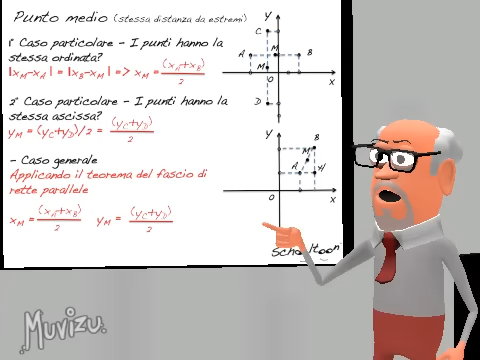 Punto medio (stessa distanza da estremi)
1° Caso particolare - I punti hanno la
stessa ordinata?
|xM-xA| = |xB-xM| => xM = (xA+xB)/2
2° Caso particolare - I punti hanno la
stessa ascissa?
yM = (yC+yD)/2 = (yC+yD)/2
- Caso generale
Applicando il teorema del fascio di
rette parallele
xM = (xA+xB)/2 yM = (yC+yD)/2
Y
C
A M B
M
O X
D
Y
B
M
A H
O X
Schooltoon
Muvizu